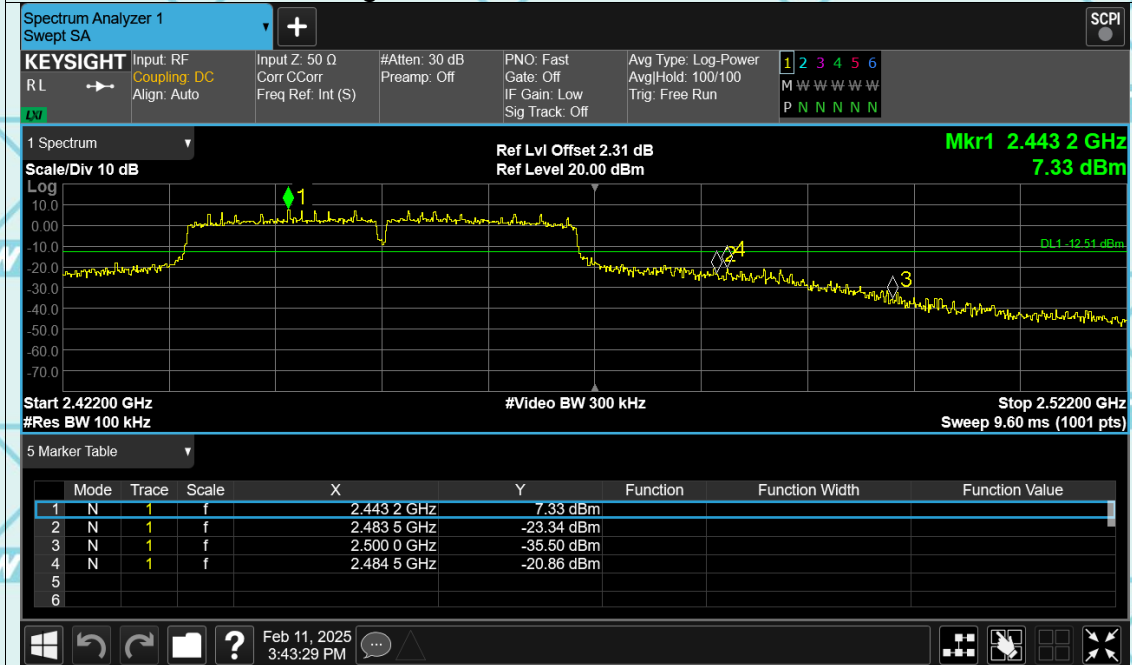 Spectrum Analyzer 1
Swept SA
+
SCPI
KEYSIGHT
RL
LXI
Input: RF
Coupling: DC
Align: Auto
Input Z: 50 Ω
Corr CCorr
Freq Ref: Int (S)
#Atten: 30 dB
Preamp: Off
PNO: Fast
Gate: Off
IF Gain: Low
Sig Track: Off
Avg Type: Log-Power
Avg|Hold: 100/100
Trig: Free Run
1 2 3 4 5 6
M W W W W W
P N N N N N
1 Spectrum
Scale/Div 10 dB
Ref Lvl Offset 2.31 dB
Ref Level 20.00 dBm
Mkr1 2.443 2 GHz
7.33 dBm
Log
10.0
0.00
-10.0
-20.0
-30.0
-40.0
-50.0
-60.0
-70.0
1
2
4
3
DL1 -12.51 dBm
Start 2.42200 GHz
#Res BW 100 kHz
#Video BW 300 kHz
Stop 2.52200 GHz
Sweep 9.60 ms (1001 pts)
5 Marker Table
Mode Trace Scale X Y Function Function Width Function Value
1 N 1 f 2.443 2 GHz 7.33 dBm
2 N 1 f 2.483 5 GHz -23.34 dBm
3 N 1 f 2.500 0 GHz -35.50 dBm
4 N 1 f 2.484 5 GHz -20.86 dBm
5
6
?
Feb 11, 2025
3:43:29 PM